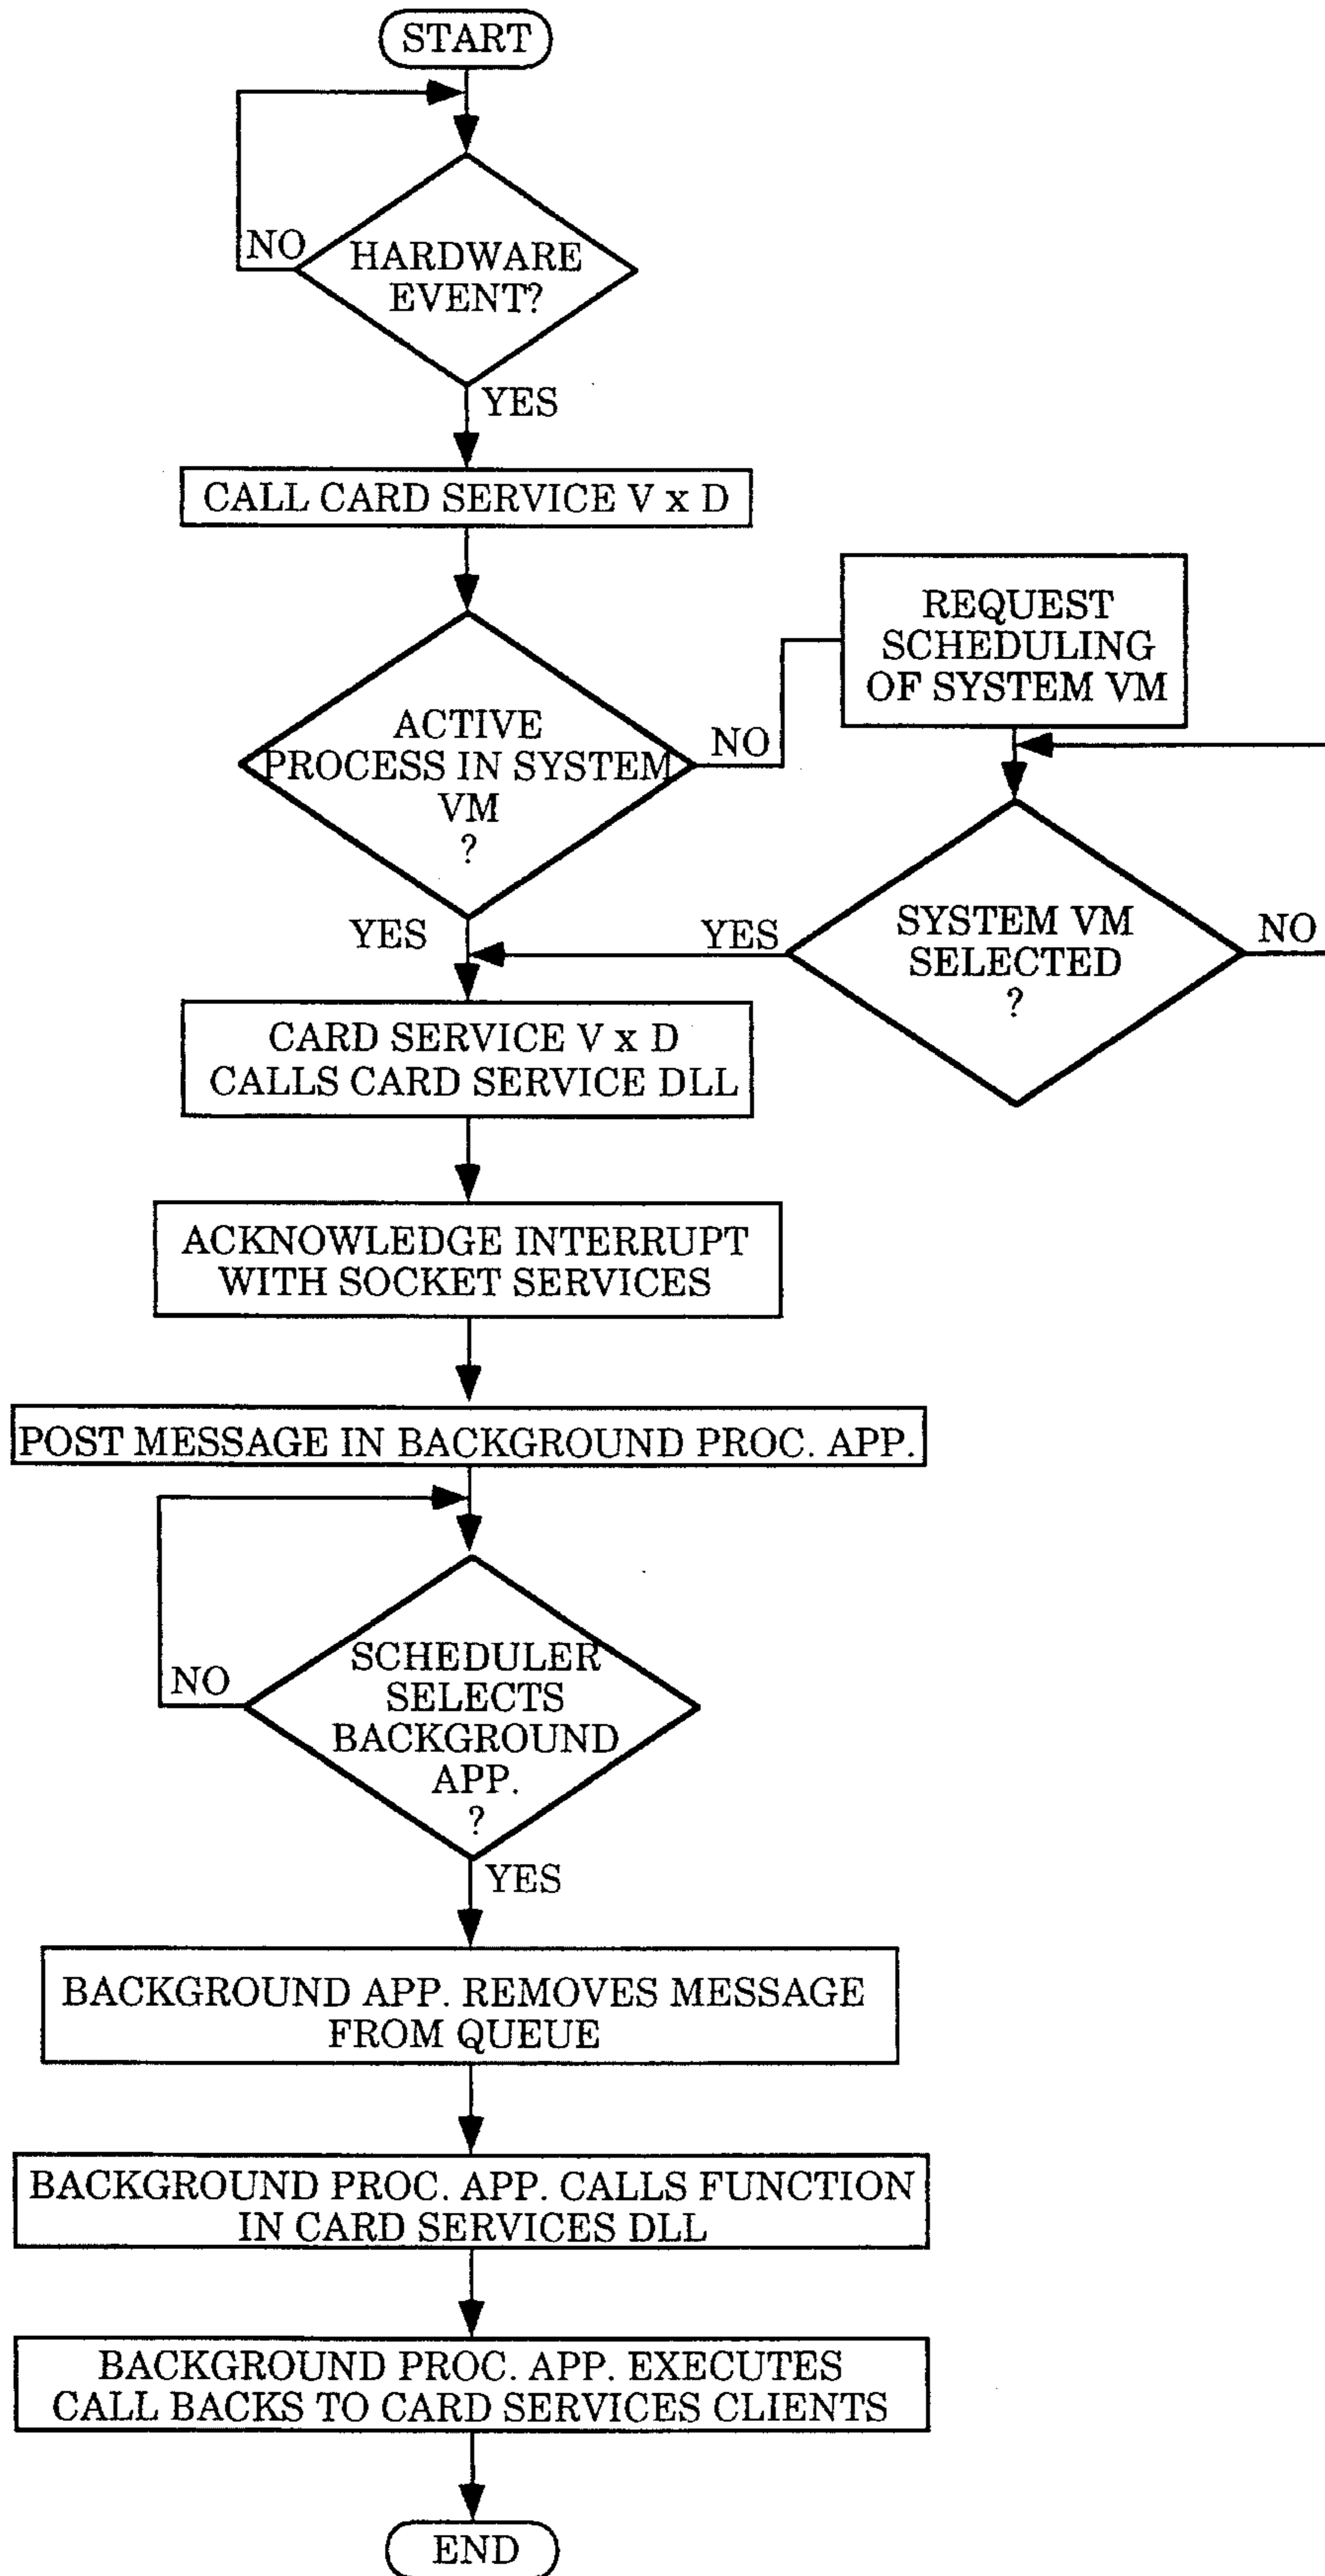 START
NO
HARDWARE
EVENT?
YES
CALL CARD SERVICE V x D
REQUEST
SCHEDULING
OF SYSTEM VM
ACTIVE
PROCESS IN SYSTEM
VM
?
NO
YES
YES
SYSTEM VM
SELECTED
?
NO
CARD SERVICE V x D
CALLS CARD SERVICE DLL
ACKNOWLEDGE INTERRUPT
WITH SOCKET SERVICES
POST MESSAGE IN BACKGROUND PROC. APP.
NO
SCHEDULER
SELECTS
BACKGROUND
APP.
?
YES
BACKGROUND APP. REMOVES MESSAGE
FROM QUEUE
BACKGROUND PROC. APP. CALLS FUNCTION
IN CARD SERVICES DLL
BACKGROUND PROC. APP. EXECUTES
CALL BACKS TO CARD SERVICES CLIENTS
END